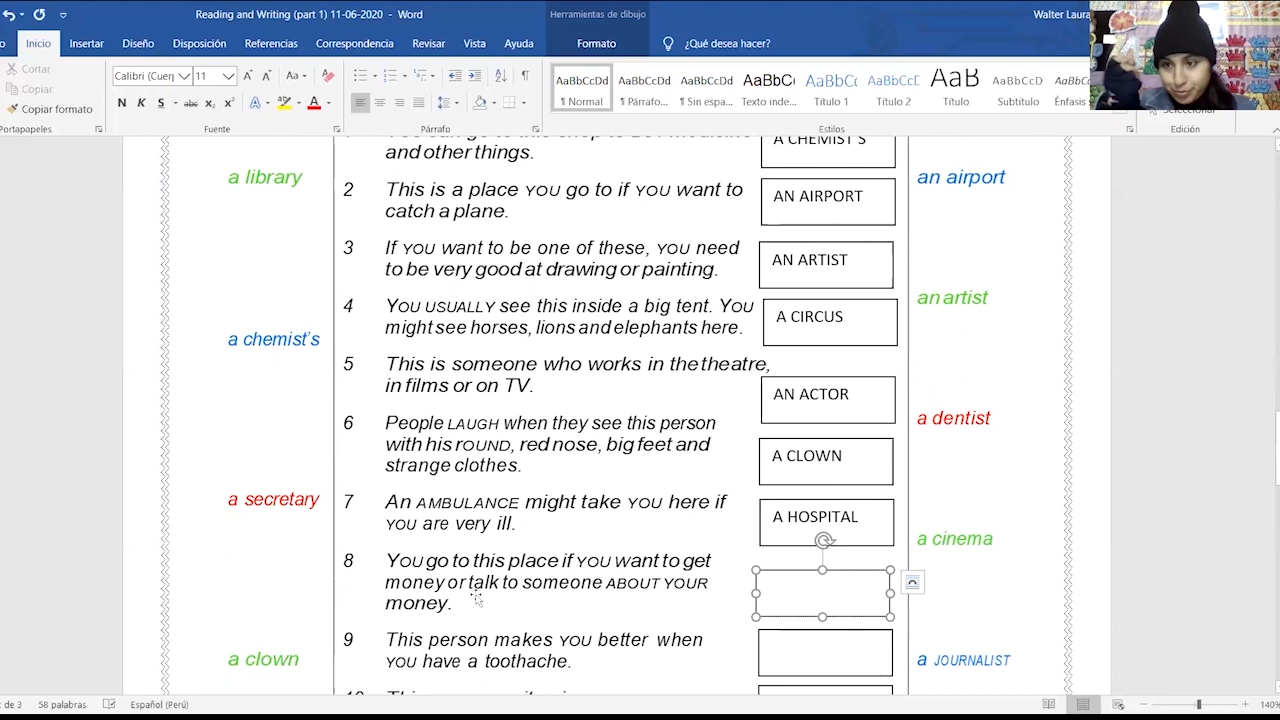 Reading and Writing (part 1) 11-06-2020 - Word
Herramientas de dibujo
Walter Laura
Inicio
Insertar
Diseño
Disposición
Referencias
Correspondencia
Revisar
Vista
Ayuda
Formato
¿Qué desea hacer?
Cortar
Copiar
Copiar formato
Portapapeles
Calibri (Cuerp
11
Fuente
Párrafo
AaBbCcDd
¶ Normal
AaBbCcDd
¶ Párrafo...
AaBbCcDd
¶ Sin espa...
AaBbC
Texto inde...
AaBbCc
Título 1
AaBbCcD
Título 2
AaB
Título
AaBbCcD
Subtítulo
AaBbCcDd
Énfasis
Estilos
Edición
and other things.
A CHEMIST'S
a library
2 This is a place YOU go to if YOU want to
catch a plane.
AN AIRPORT
an airport
3 If YOU want to be one of these, YOU need
to be very good at drawing or painting.
AN ARTIST
an artist
4 YOU USUALLY see this inside a big tent. YOU
might see horses, lions and elephants here.
A CIRCUS
a chemist's
5 This is someone who works in the theatre,
in films or on TV.
AN ACTOR
a dentist
6 People LAUGH when they see this person
with his ROUND, red nose, big feet and
strange clothes.
A CLOWN
a secretary
7 An AMBULANCE might take YOU here if
YOU are very ill.
A HOSPITAL
a cinema
8 YOU go to this place if YOU want to get
money or talk to someone ABOUT YOUR
money.
9 This person makes YOU better when
YOU have a toothache.
a clown
a JOURNALIST
2 de 3
58 palabras
Español (Perú)
140%